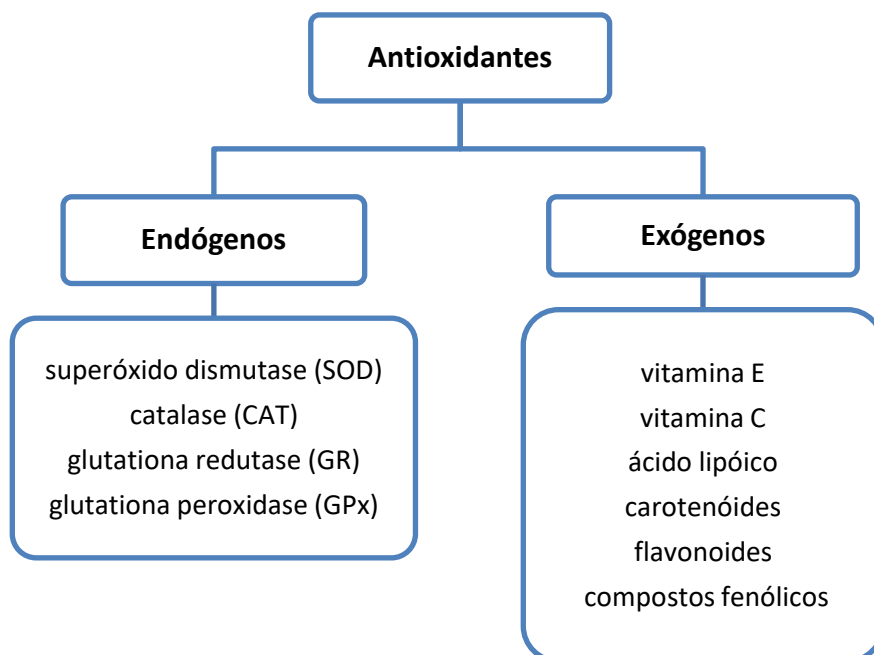 Antioxidantes
Endógenos
superóxido dismutase (SOD)
catalase (CAT)
glutationa redutase (GR)
glutationa peroxidase (GPx)
Exógenos
vitamina E
vitamina C
ácido lipóico
carotenóides
flavonoides
compostos fenólicos